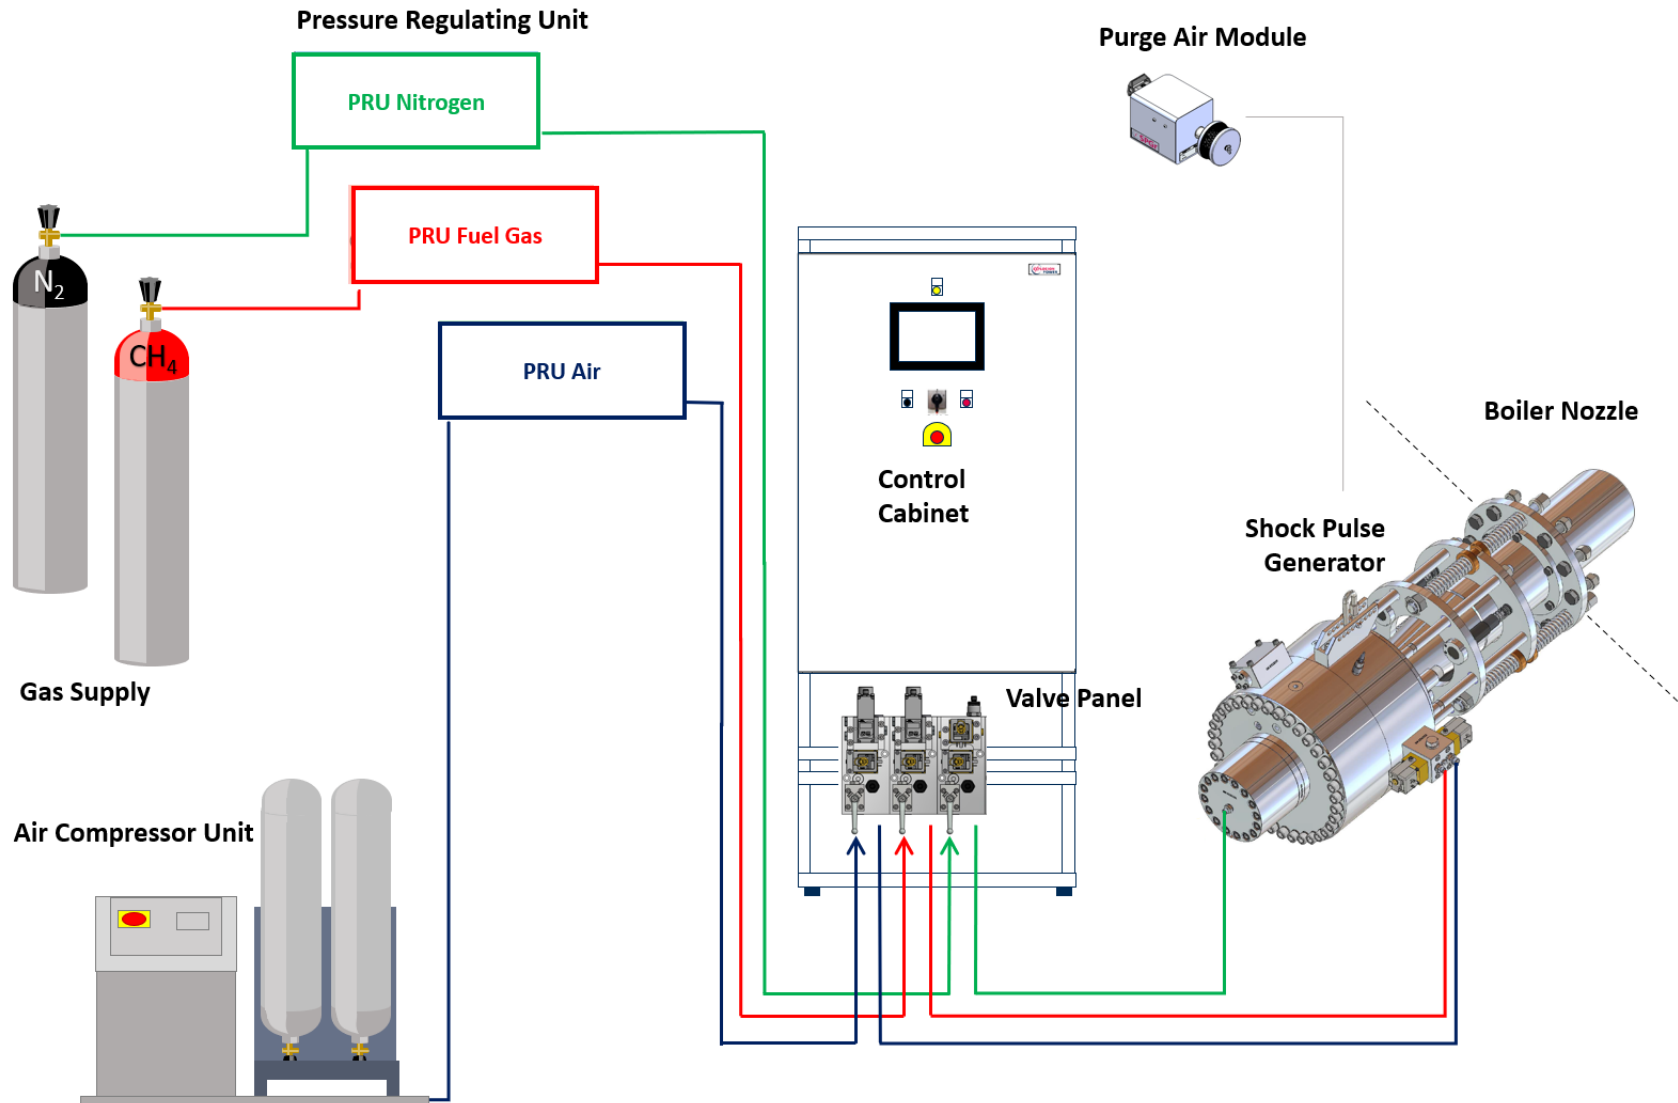 Pressure Regulating Unit
Purge Air Module
PRU Nitrogen
PRU Fuel Gas
N2
CH4
PRU Air
Boiler Nozzle
Control
Cabinet
Shock Pulse
Generator
Gas Supply
Valve Panel
Air Compressor Unit